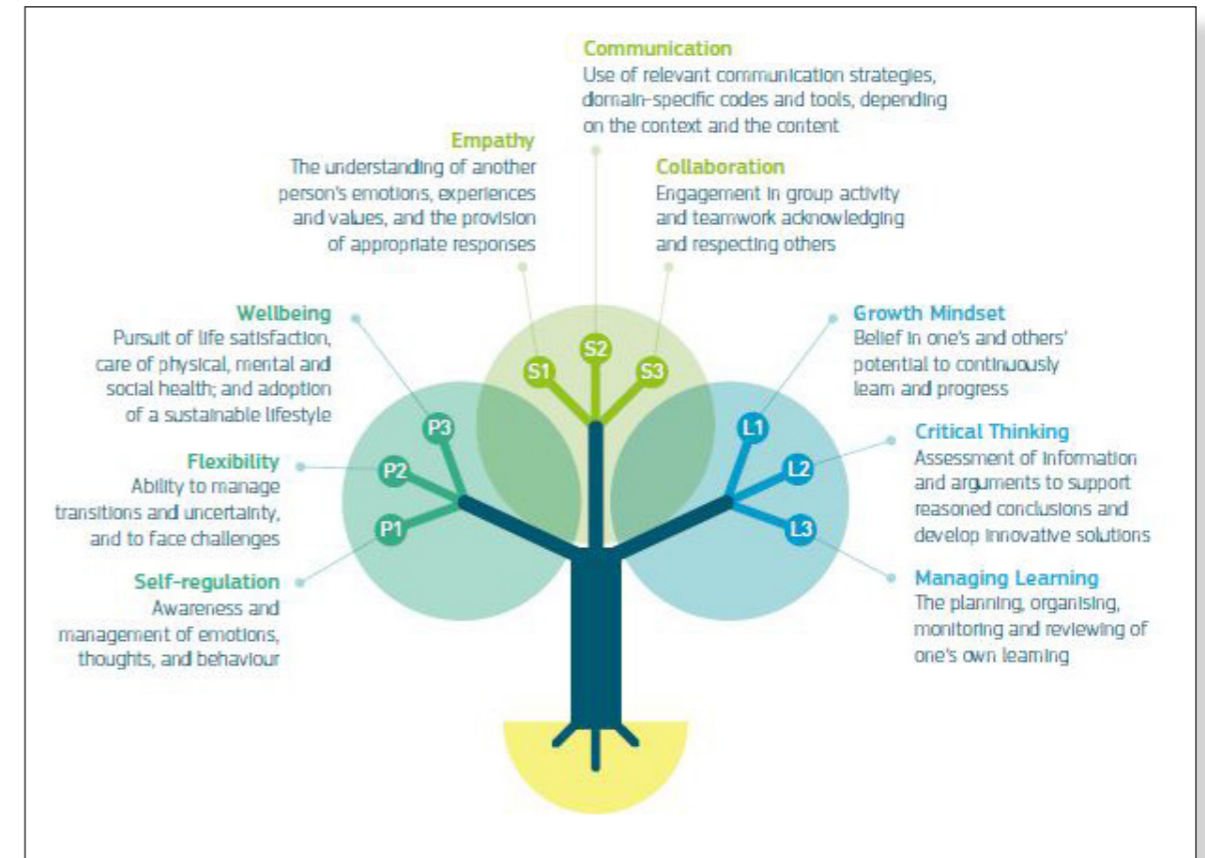 Communication
Use of relevant communication strategies,
domain-specific codes and tools, depending
on the context and the content
Empathy
The understanding of another
person's emotions, experiences
and values, and the provision
of appropriate responses
Collaboration
Engagement in group activity
and teamwork acknowledging
and respecting others
Wellbeing
Pursuit of life satisfaction,
care of physical, mental and
social health; and adoption
of a sustainable lifestyle
Growth Mindset
Belief in one's and others'
potential to continuously
learn and progress
Flexibility
Ability to manage
transitions and uncertainty,
and to face challenges
Critical Thinking
Assessment of information
and arguments to support
reasoned conclusions and
develop innovative solutions
Self-regulation
Awareness and
management of emotions,
thoughts, and behaviour
Managing Learning
The planning, organising,
monitoring and reviewing of
one's own learning
S1
S2
S3
P3
P2
P1
L1
L2
L3